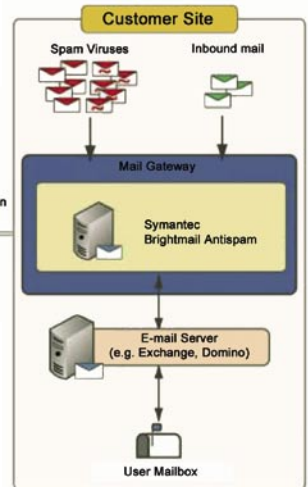 Customer Site
Spam Viruses
Inbound mail
Mail Gateway
Symantec
Brightmail Antispam
E-mail Server
(e.g. Exchange, Domino)
User Mailbox